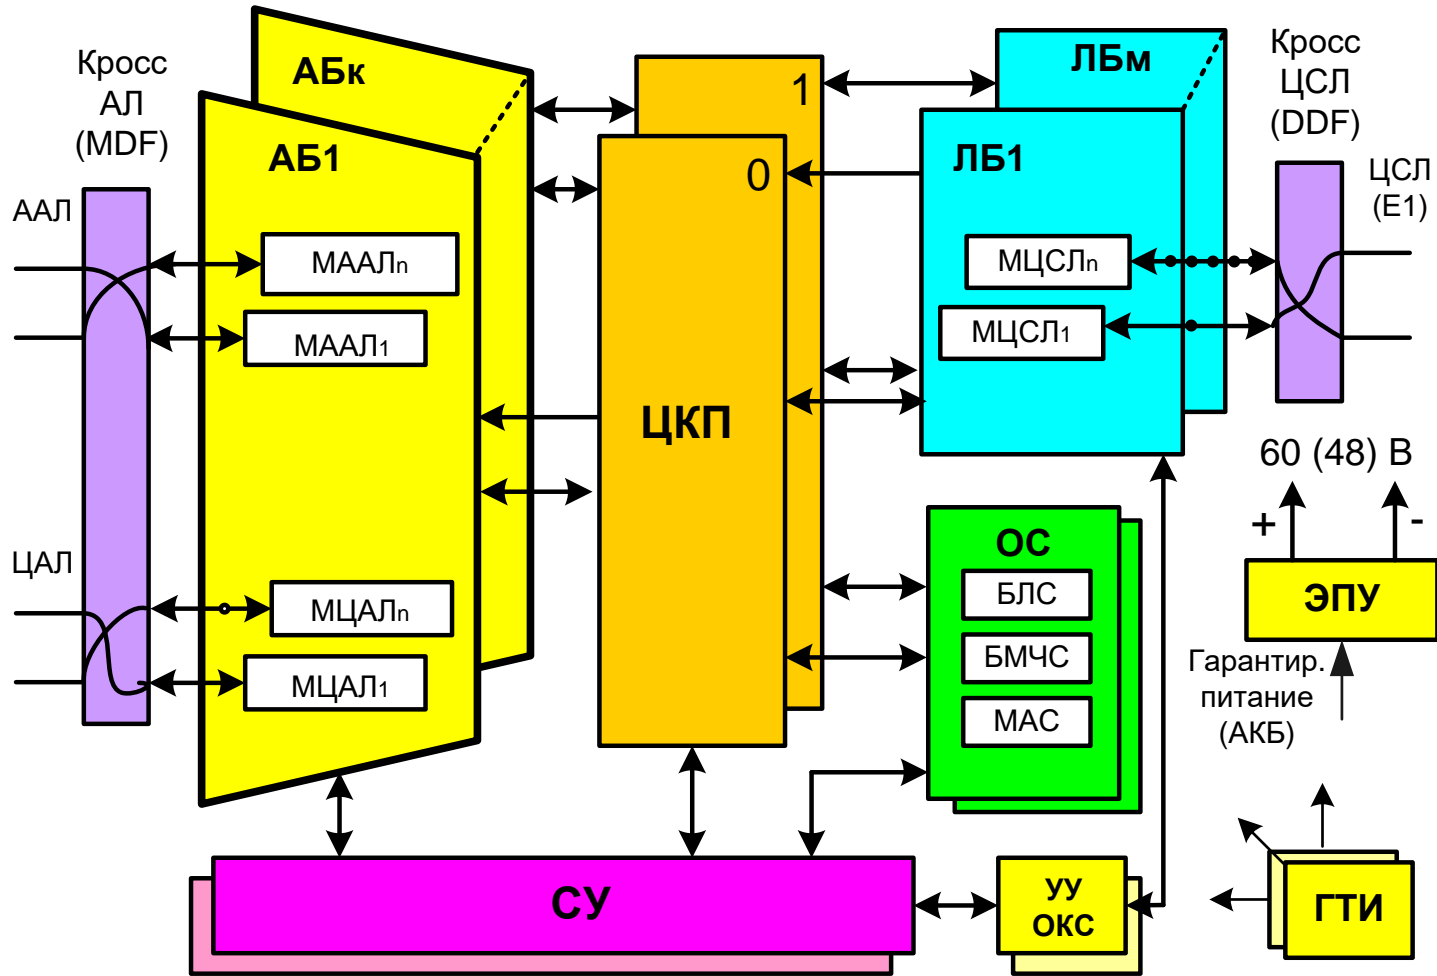 Кросс
АЛ
(MDF)
АБк
АБ1
ААЛ
МААЛn
МААЛ1
ЦАЛ
МЦАЛn
МЦАЛ1
1
0
ЦКП
ЛБм
ЛБ1
МЦСЛn
МЦСЛ1
Кросс
ЦСЛ
(DDF)
ЦСЛ
(Е1)
ОС
БЛС
БМЧС
МАС
60 (48) В
+
-
ЭПУ
Гарантир.
питание
(АКБ)
СУ
УУ
ОКС
ГТИ